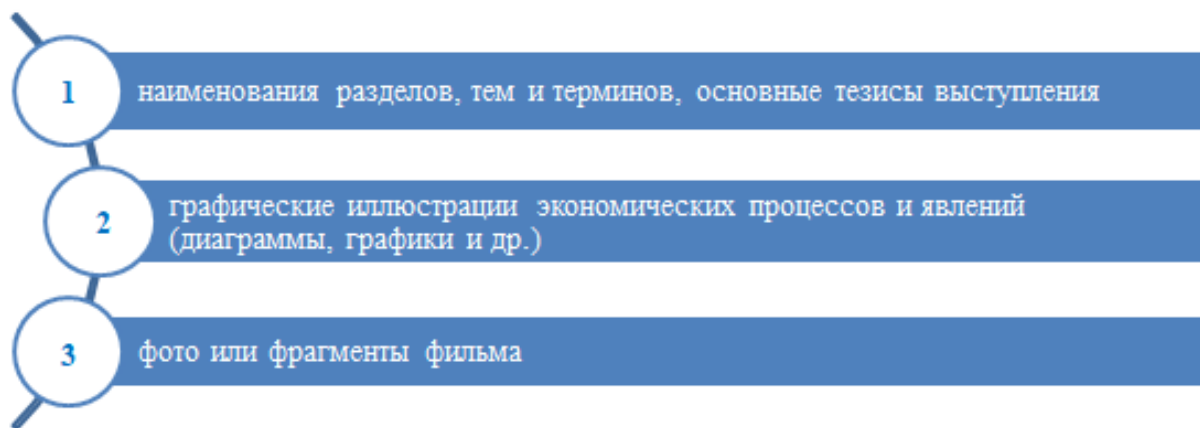 1
наименования разделов, тем и терминов, основные тезисы выступления
2
графические иллюстрации экономических процессов и явлений
(диаграммы, графики и др.)
3
фото или фрагменты фильма